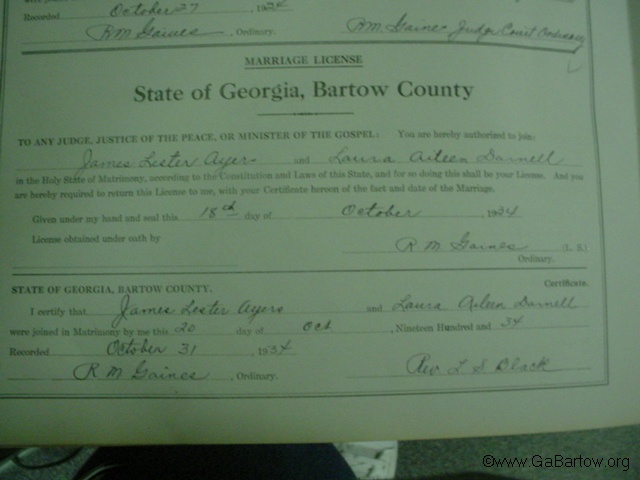 Recorded October 27, 1934
R M Gaines, Ordinary. R M Gaines Judge Court Ordinary
MARRIAGE LICENSE
State of Georgia, Bartow County
TO ANY JUDGE, JUSTICE OF THE PEACE, OR MINISTER OF THE GOSPEL: You are hereby authorized to join:
James Lester Ayers and Laura Aileen Darnell
in the Holy State of Matrimony, according to the Constitution and Laws of this State, and for so doing this shall be your License. And you
are hereby required to return this License to me, with your Certificate hereon of the fact and date of the Marriage.
Given under my hand and seal this 18th day of October, 1934
License obtained under oath by
R M Gaines (L. S.)
Ordinary.
STATE OF GEORGIA, BARTOW COUNTY. Certificate.
I certify that James Lester Ayers and Laura Aileen Darnell
were joined in Matrimony by me this 20 day of Oct, Nineteen Hundred and 34
Recorded October 31, 1934
R M Gaines, Ordinary. Rev L S Black
©www.GaBartow.org